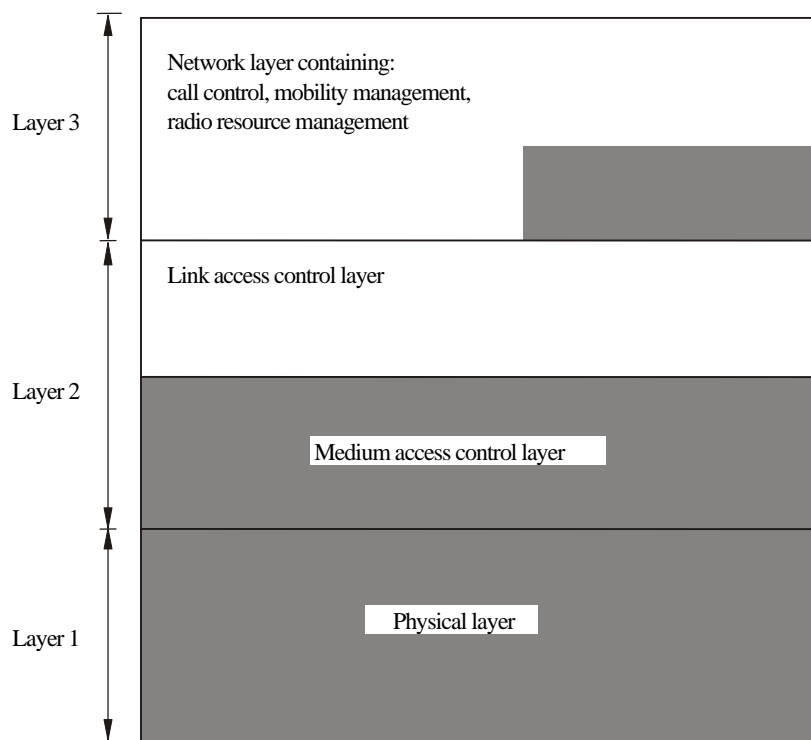 Network layer containing:
call control, mobility management,
radio resource management
Layer 3
Link access control layer
Layer 2
Medium access control layer
Physical layer
Layer 1